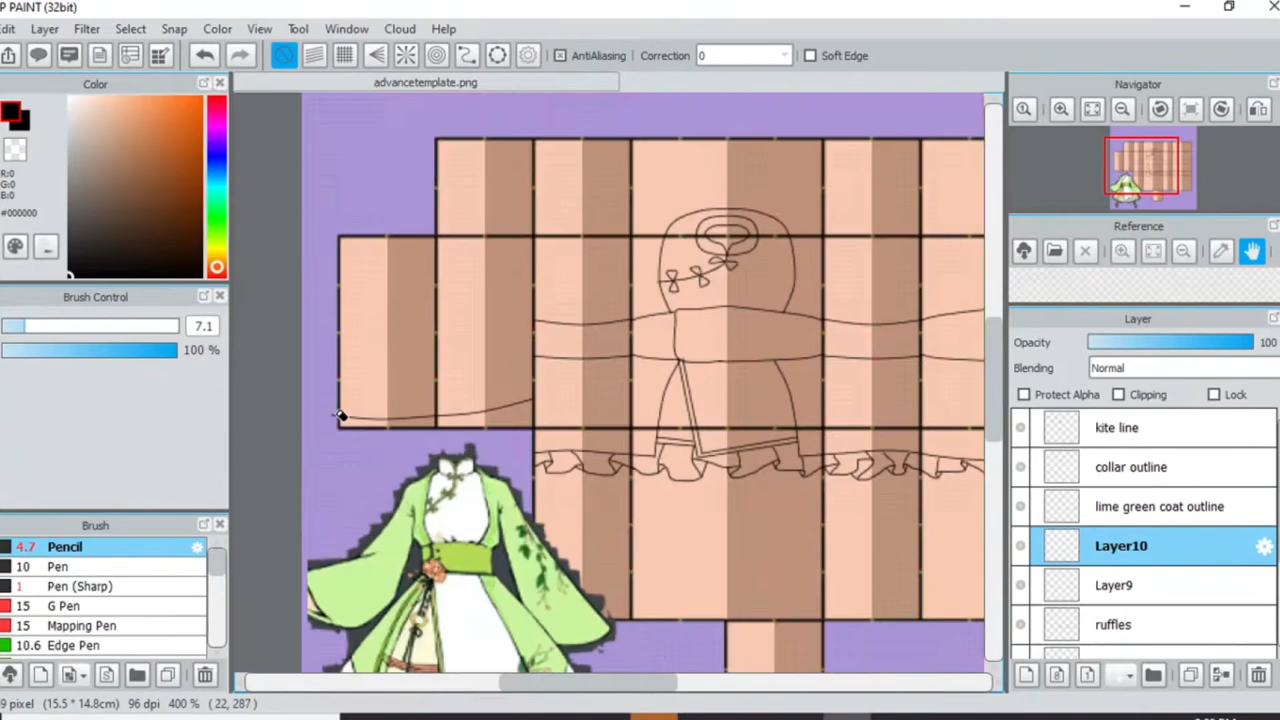 P PAINT (32bit)
Edit Layer Filter Select Snap Color View Tool Window Cloud Help
AntiAliasing Correction 0 Soft Edge
Color
advancetemplate.png
Navigator
R:0
G:0
B:0
#000000
Reference
Brush Control
7.1
100 %
Layer
Opacity 100
Blending Normal
Protect Alpha Clipping Lock
kite line
collar outline
lime green coat outline
Layer10
Layer9
ruffles
Brush
4.7 Pencil
10 Pen
1 Pen (Sharp)
15 G Pen
15 Mapping Pen
10.6 Edge Pen
9 pixel (15.5 * 14.8cm) 96 dpi 400 % ( 22, 287 )